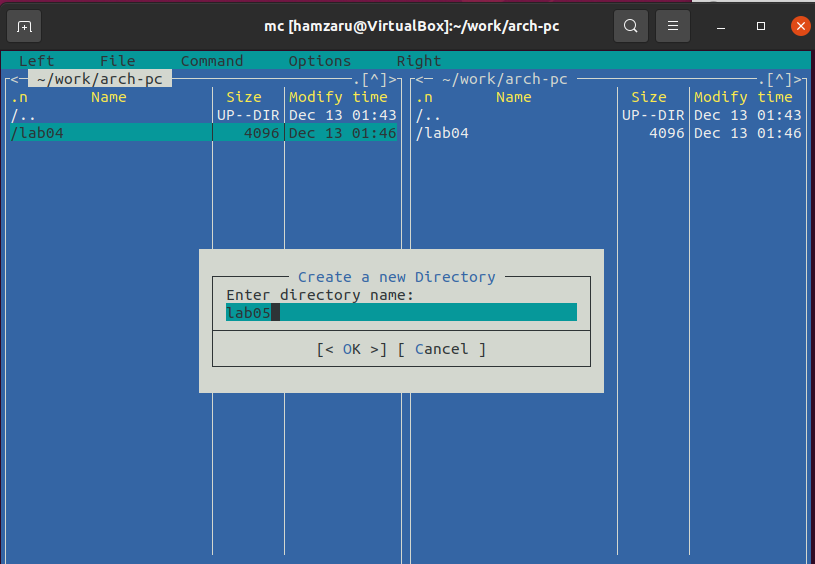 mc [hamzaru@VirtualBox]:~/work/arch-pc
Left File Command Options Right
<─ ~/work/arch-pc ─.[^]> <─ ~/work/arch-pc ─.[^]>
.n Name Size Modify time .n Name Size Modify time
/.. UP--DIR Dec 13 01:43 /.. UP--DIR Dec 13 01:43
/lab04 4096 Dec 13 01:46 /lab04 4096 Dec 13 01:46
Create a new Directory
Enter directory name:
lab05
[< OK >] [ Cancel ]